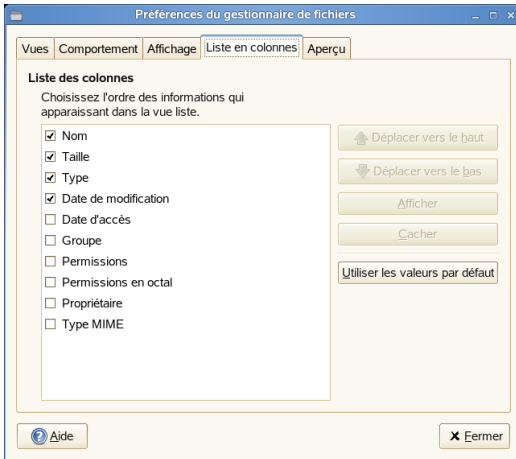 Préférences du gestionnaire de fichiers
Vues Comportement Affichage Liste en colonnes Aperçu
Liste des colonnes
Choisissez l'ordre des informations qui
apparaissant dans la vue liste.
Nom
Taille
Type
Date de modification
Date d'accès
Groupe
Permissions
Permissions en octal
Propriétaire
Type MIME
Déplacer vers le haut
Déplacer vers le bas
Afficher
Cacher
Utiliser les valeurs par défaut
Aide
Fermer